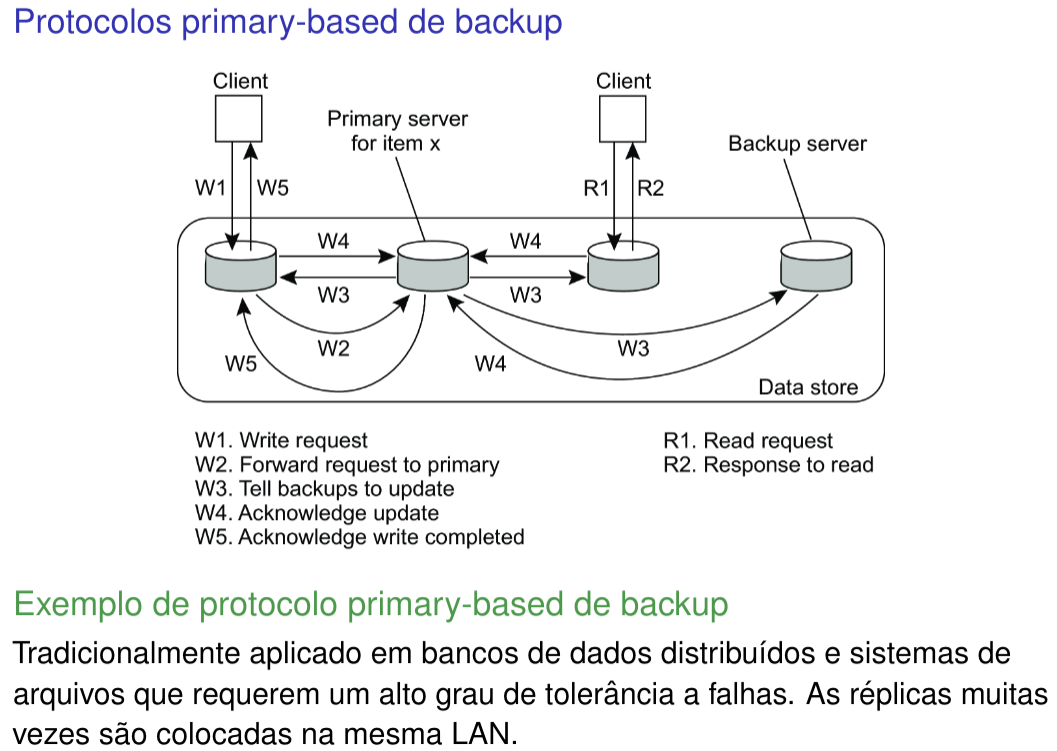 Protocolos primary-based de backup
Client
Client
Primary server
for item x
Backup server
W1
W5
R1
R2
W4
W4
W3
W3
W2
W5
W4
W3
Data store
W1. Write request
W2. Forward request to primary
W3. Tell backups to update
W4. Acknowledge update
W5. Acknowledge write completed
R1. Read request
R2. Response to read
Exemplo de protocolo primary-based de backup
Tradicionalmente aplicado em bancos de dados distribuídos e sistemas de
arquivos que requerem um alto grau de tolerância a falhas. As réplicas muitas
vezes são colocadas na mesma LAN.